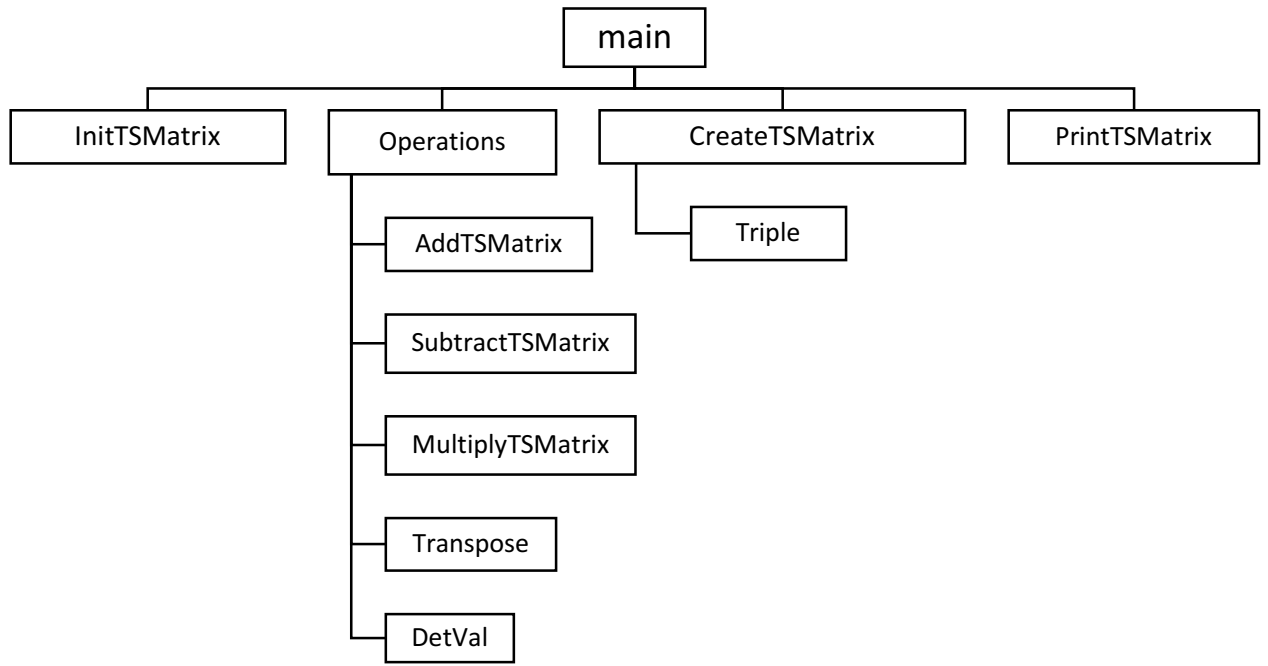 main
InitTSMatrix
Operations
CreateTSMatrix
PrintTSMatrix
AddTSMatrix
Triple
SubtractTSMatrix
MultiplyTSMatrix
Transpose
DetVal